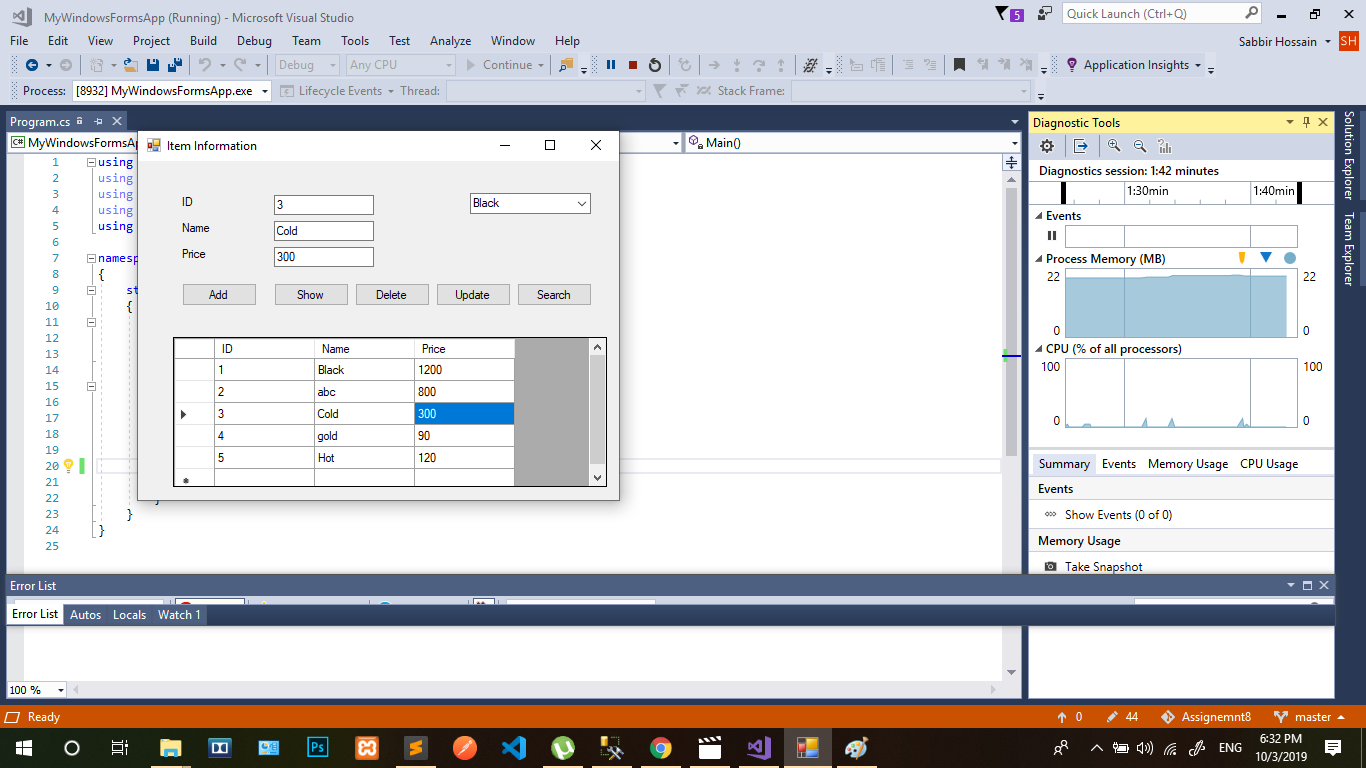 MyWindowsFormsApp (Running) - Microsoft Visual Studio
5
Quick Launch (Ctrl+Q)
File Edit View Project Build Debug Team Tools Test Analyze Window Help
Sabbir Hossain SH
Debug Any CPU Continue Application Insights
Process: [8932] MyWindowsFormsApp.exe Lifecycle Events Thread: Stack Frame:
Program.cs
C# MyWindowsFormsAp
Main()
1 using
2 using
3 using
4 using
5 using
6
7 namesp
8 {
9 st
10 {
11
12
13
14
15
16
17
18
19
20
21
22 }
23 }
24 }
25
Item Information
ID 3
Black
Name Cold
Price 300
Add Show Delete Update Search
ID Name Price
1 Black 1200
2 abc 800
3 Cold 300
4 gold 90
5 Hot 120
Diagnostic Tools
Diagnostics session: 1:42 minutes
1:30min 1:40min
Events
Process Memory (MB)
22 22
0 0
CPU (% of all processors)
100 100
0 0
Summary Events Memory Usage CPU Usage
Events
Show Events (0 of 0)
Memory Usage
Take Snapshot
Solution Explorer
Team Explorer
Error List
Error List Autos Locals Watch 1
100 %
Ready
0 44 Assignemnt8 master
Ps
ENG
6:32 PM
10/3/2019